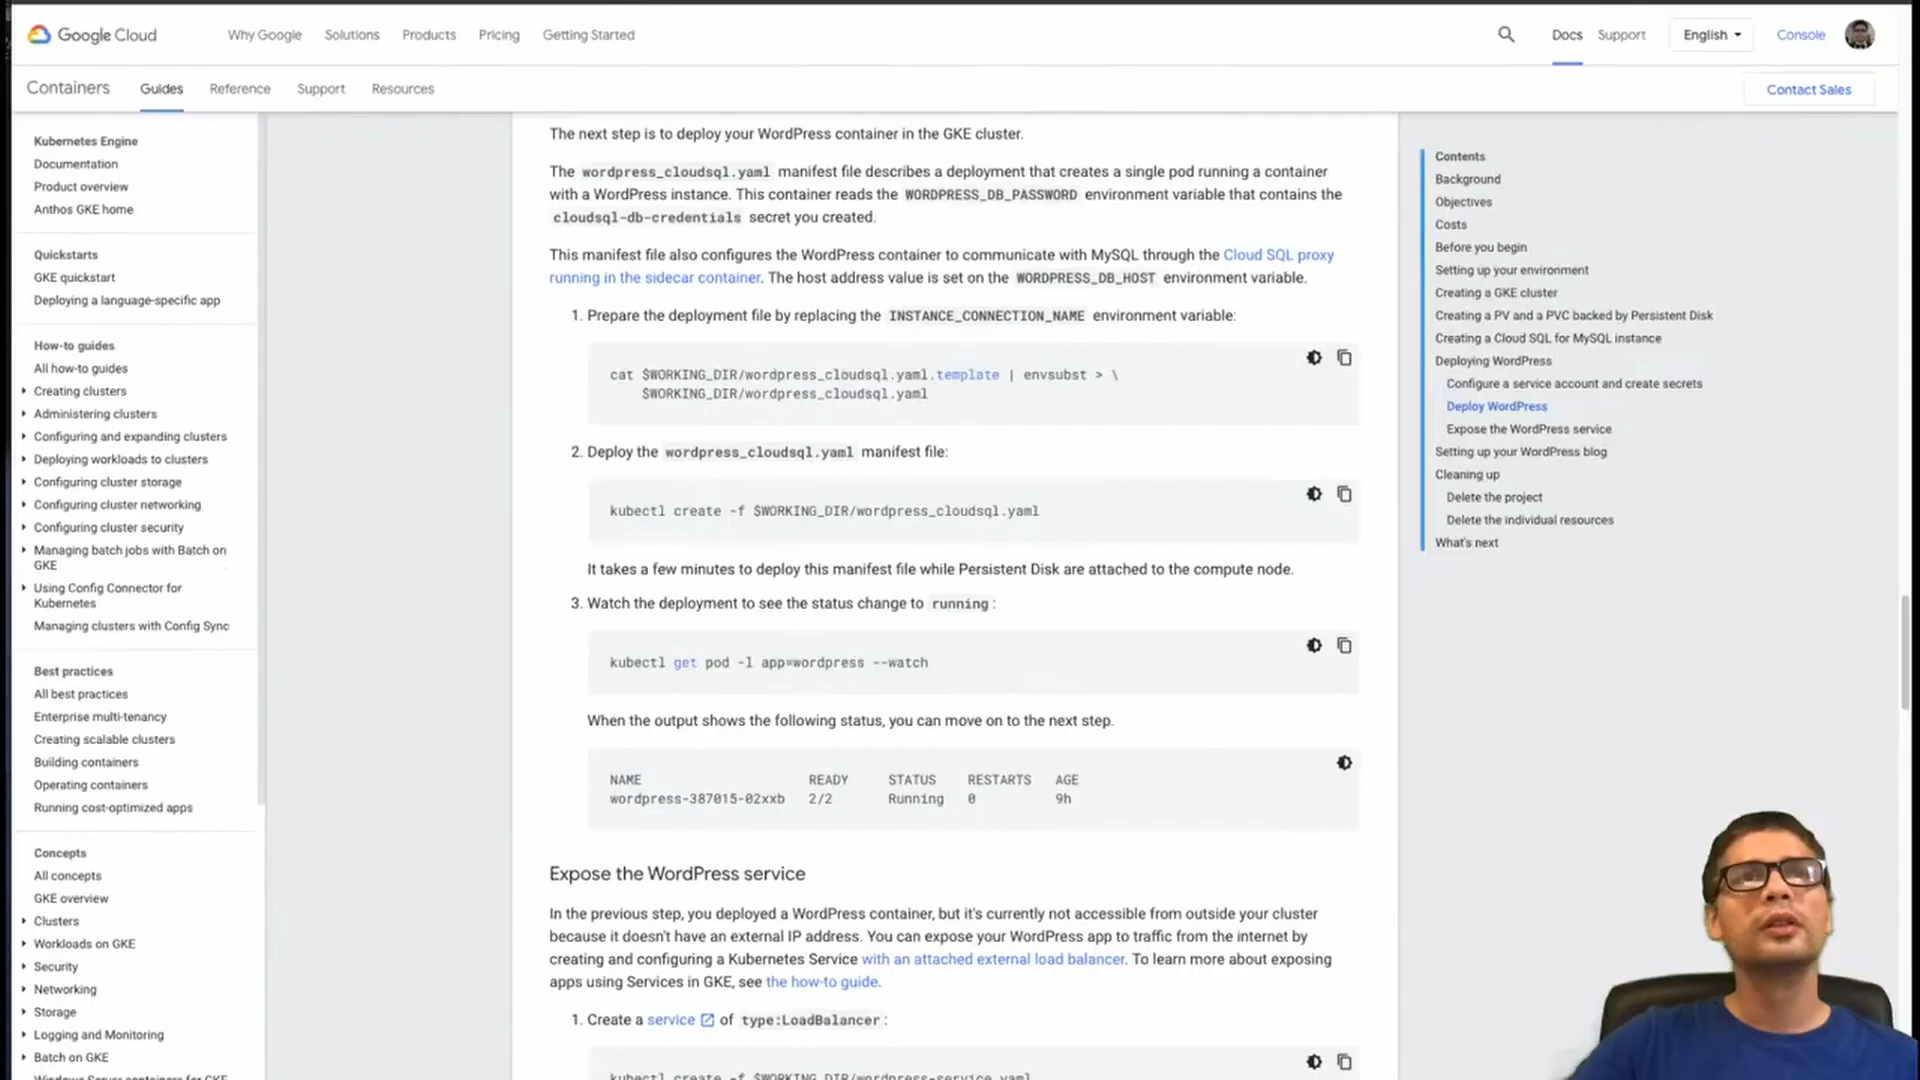 Google Cloud
Why Google
Solutions
Products
Pricing
Getting Started
Docs
Support
English
Console
Containers
Guides
Reference
Support
Resources
Contact Sales
Kubernetes Engine
Documentation
Product overview
Anthos GKE home
Quickstarts
GKE quickstart
Deploying a language-specific app
How-to guides
All how-to guides
Creating clusters
Administering clusters
Configuring and expanding clusters
Deploying workloads to clusters
Configuring cluster storage
Configuring cluster networking
Configuring cluster security
Managing batch jobs with Batch on
GKE
Using Config Connector for
Kubernetes
Managing clusters with Config Sync
Best practices
All best practices
Enterprise multi-tenancy
Creating scalable clusters
Building containers
Operating containers
Running cost-optimized apps
Concepts
All concepts
GKE overview
Clusters
Workloads on GKE
Security
Networking
Storage
Logging and Monitoring
Batch on GKE
Windows Server containers for GKE
The next step is to deploy your WordPress container in the GKE cluster.
The wordpress_cloudsql.yaml manifest file describes a deployment that creates a single pod running a container
with a WordPress instance. This container reads the WORDPRESS_DB_PASSWORD environment variable that contains the
cloudsql-db-credentials secret you created.
This manifest file also configures the WordPress container to communicate with MySQL through the Cloud SQL proxy
running in the sidecar container. The host address value is set on the WORDPRESS_DB_HOST environment variable.
1. Prepare the deployment file by replacing the INSTANCE_CONNECTION_NAME environment variable:
cat $WORKING_DIR/wordpress_cloudsql.yaml.template | envsubst > \
$WORKING_DIR/wordpress_cloudsql.yaml
2. Deploy the wordpress_cloudsql.yaml manifest file:
kubectl create -f $WORKING_DIR/wordpress_cloudsql.yaml
It takes a few minutes to deploy this manifest file while Persistent Disk are attached to the compute node.
3. Watch the deployment to see the status change to running:
kubectl get pod -l app=wordpress --watch
When the output shows the following status, you can move on to the next step.
NAME READY STATUS RESTARTS AGE
wordpress-387015-02xxb 2/2 Running 0 9h
Expose the WordPress service
In the previous step, you deployed a WordPress container, but it's currently not accessible from outside your cluster
because it doesn't have an external IP address. You can expose your WordPress app to traffic from the internet by
creating and configuring a Kubernetes Service with an attached external load balancer. To learn more about exposing
apps using Services in GKE, see the how-to guide.
1. Create a service of type:LoadBalancer:
kubectl create -f $WORKING_DIR/wordpress-service.yaml
Contents
Background
Objectives
Costs
Before you begin
Setting up your environment
Creating a GKE cluster
Creating a PV and a PVC backed by Persistent Disk
Creating a Cloud SQL for MySQL instance
Deploying WordPress
Configure a service account and create secrets
Deploy WordPress
Expose the WordPress service
Setting up your WordPress blog
Cleaning up
Delete the project
Delete the individual resources
What's next